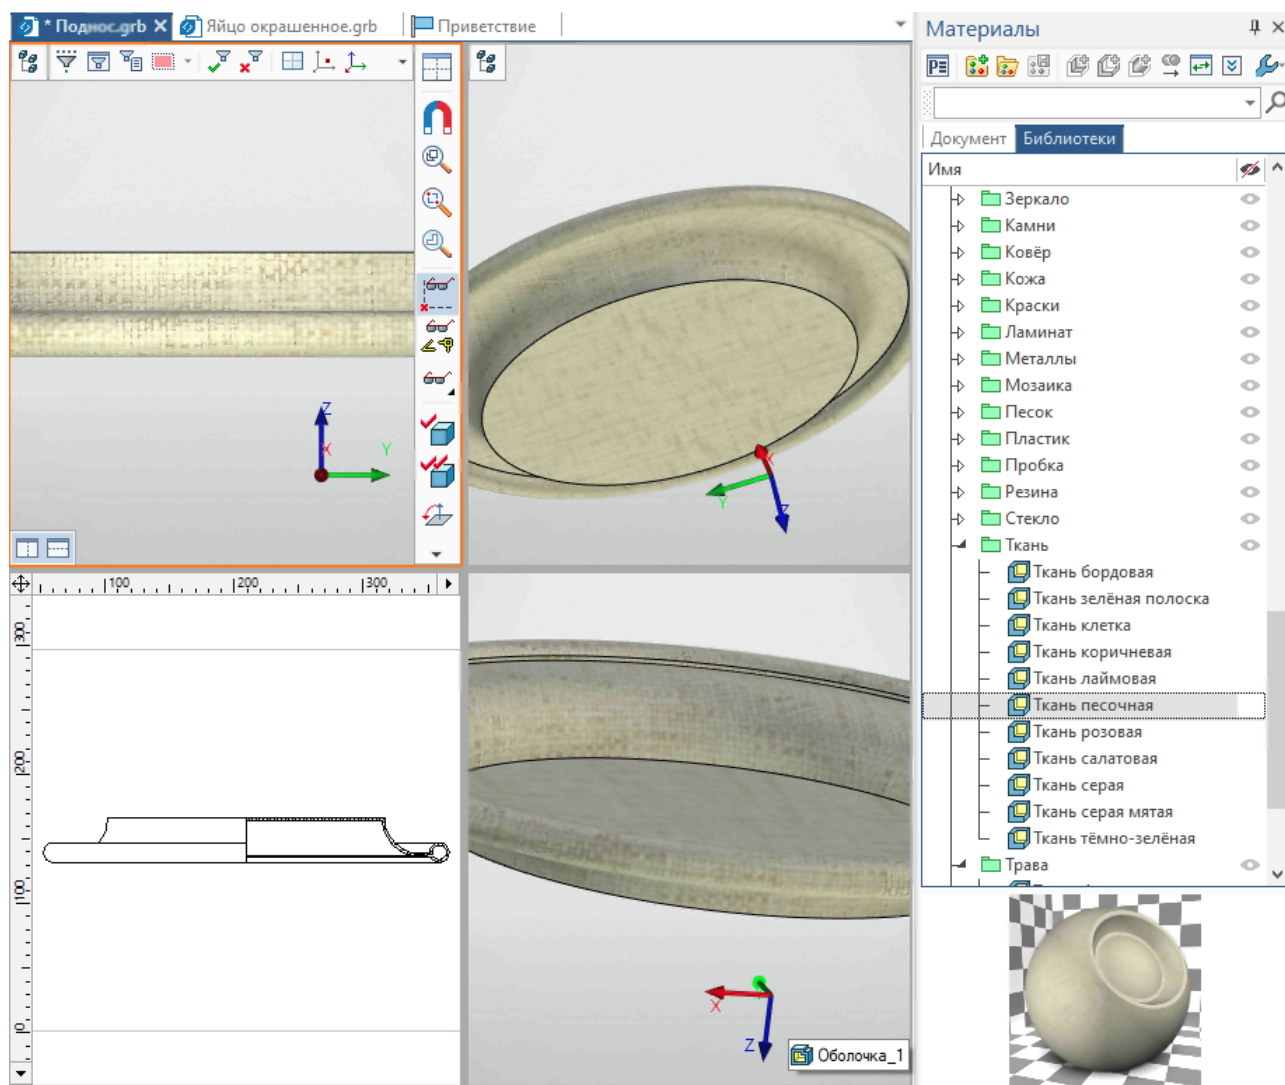 * Поднос.grb
Яйцо окрашенное.grb
Приветствие
Материалы
Документ
Библиотеки
Имя
Зеркало
Камни
Ковёр
Кожа
Краски
Ламинат
Металлы
Мозаика
Песок
Пластик
Пробка
Резина
Стекло
Ткань
Ткань бордовая
Ткань зелёная полоска
Ткань клетка
Ткань коричневая
Ткань лаймовая
Ткань песочная
Ткань розовая
Ткань салатовая
Ткань серая
Ткань серая мятая
Ткань тёмно-зелёная
Трава
Z
X
Y
X
Y
Z
100
200
300
300
200
100
0
X
Z
Оболочка_1